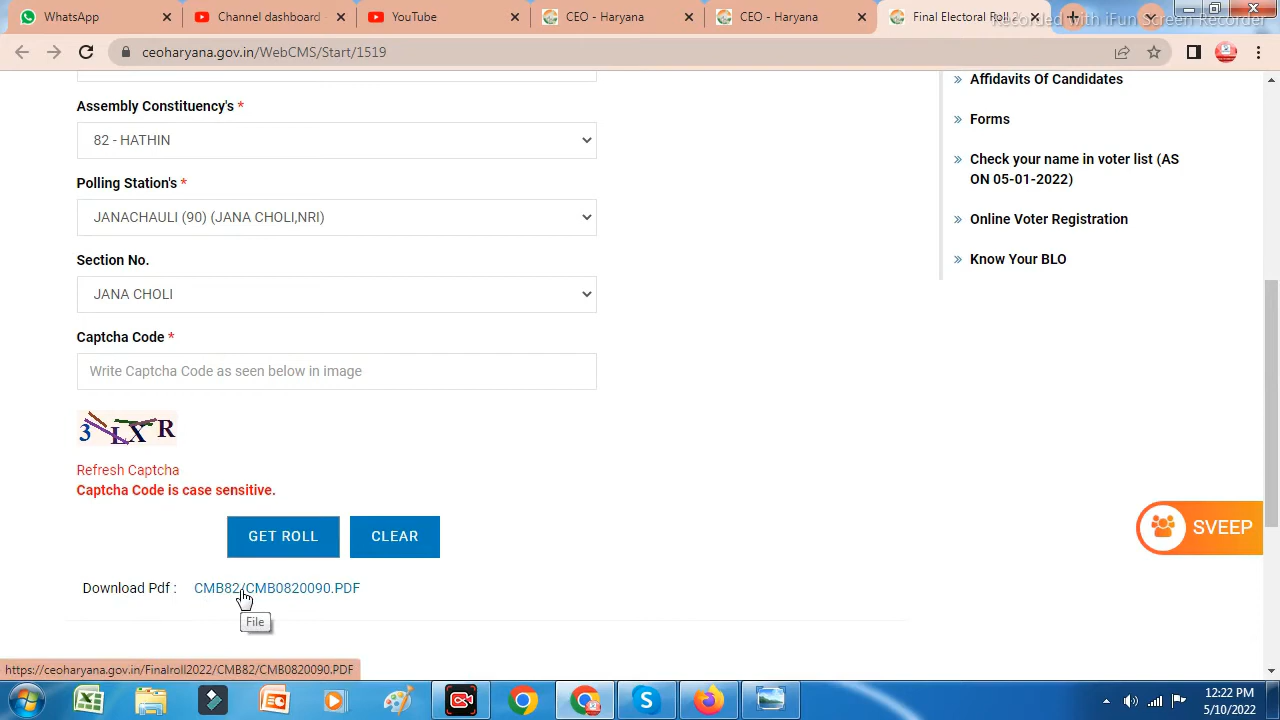 WhatsApp
Channel dashboard -
YouTube
CEO - Haryana
CEO - Haryana
Final Electoral Roll 2
Recorded with iFun Screen Recorder
ceoharyana.gov.in/WebCMS/Start/1519
Assembly Constituency's *
82 - HATHIN
Polling Station's *
JANACHAULI (90) (JANA CHOLI,NRI)
Section No.
JANA CHOLI
Captcha Code *
Write Captcha Code as seen below in image
3 LXR
Refresh Captcha
Captcha Code is case sensitive.
GET ROLL
CLEAR
Download Pdf :
CMB82/CMB0820090.PDF
File
Affidavits Of Candidates
Forms
Check your name in voter list (AS
ON 05-01-2022)
Online Voter Registration
Know Your BLO
SVEEP
https://ceoharyana.gov.in/Finalroll2022/CMB82/CMB0820090.PDF
12:22 PM
5/10/2022